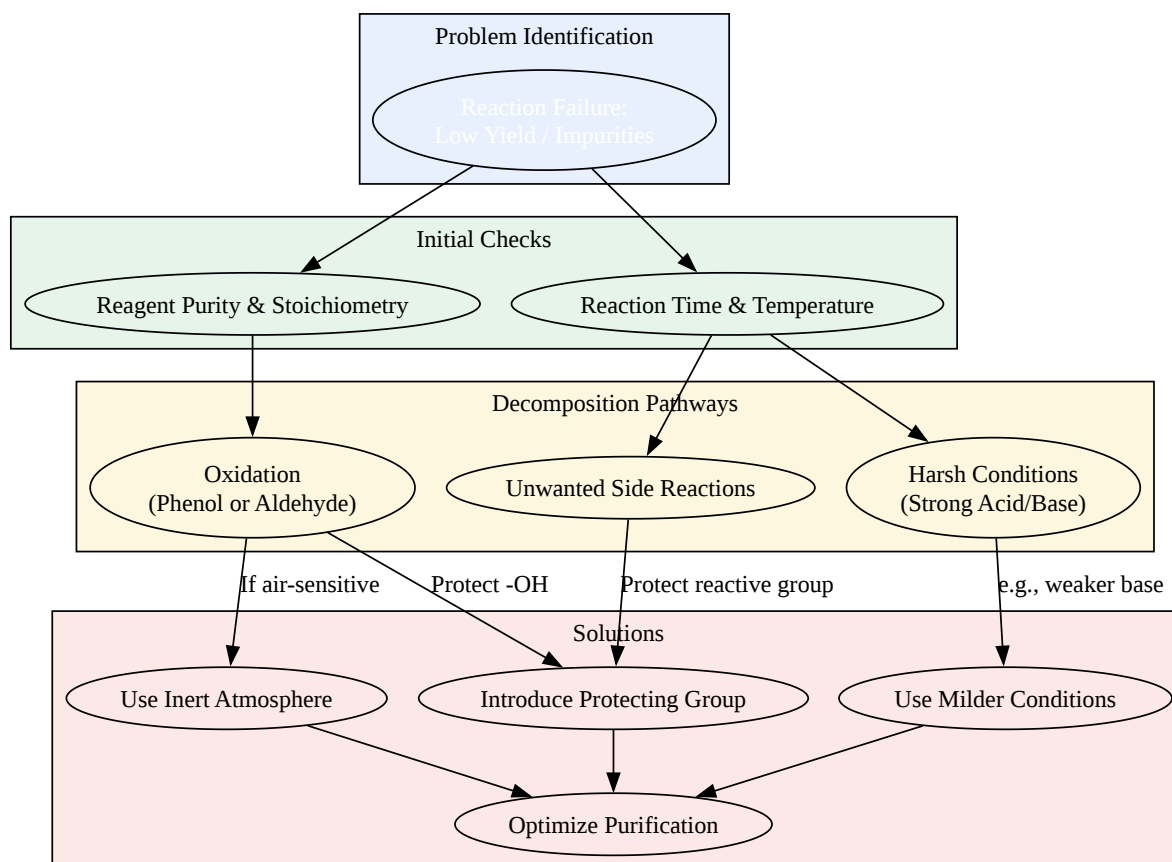 Problem Identification
Reaction Failure:
Low Yield / Impurities
Initial Checks
Reagent Purity & Stoichiometry
Reaction Time & Temperature
Decomposition Pathways
Oxidation
(Phenol or Aldehyde)
Unwanted Side Reactions
Harsh Conditions
(Strong Acid/Base)
If air-sensitive
Protect -OH
Protect reactive group
e.g., weaker base
Solutions
Use Inert Atmosphere
Introduce Protecting Group
Use Milder Conditions
Optimize Purification